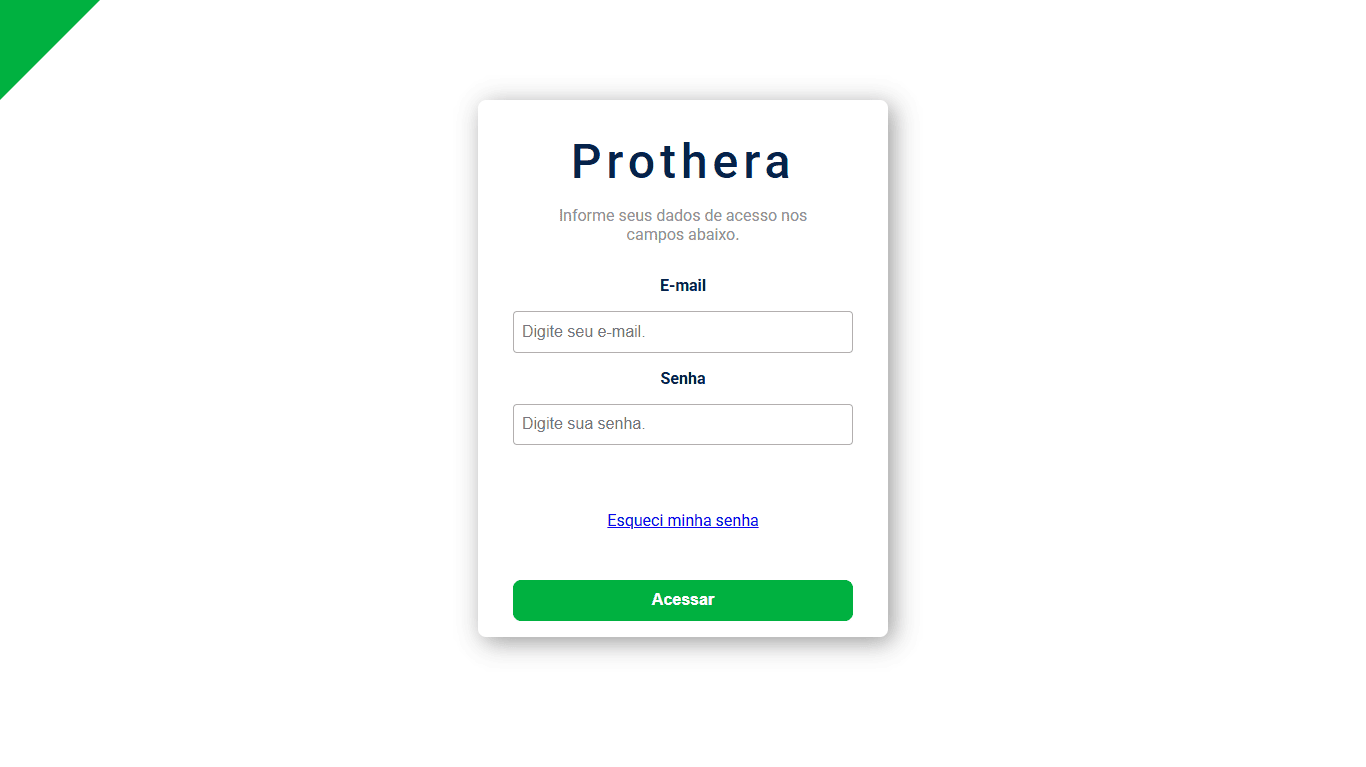 Prothera
Informe seus dados de acesso nos
campos abaixo.
E-mail
Digite seu e-mail.
Senha
Digite sua senha.
Esqueci minha senha
Acessar